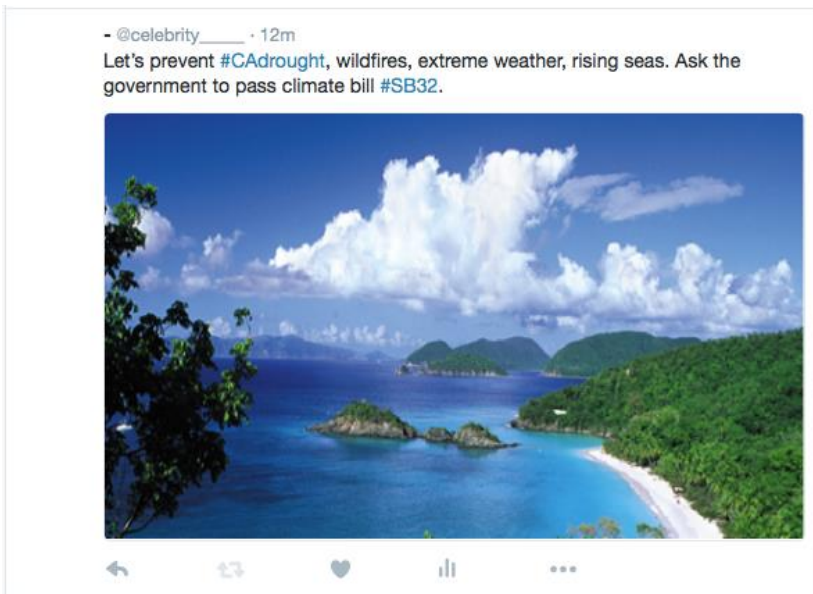 - @celebrity_____ · 12m
Let's prevent #CAdrought, wildfires, extreme weather, rising seas. Ask the
government to pass climate bill #SB32.